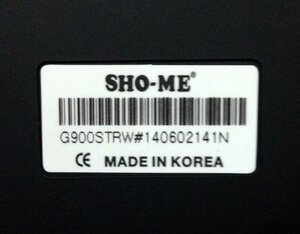 SHO-ME®
G900STRW#140602141N
CE MADE IN KOREA